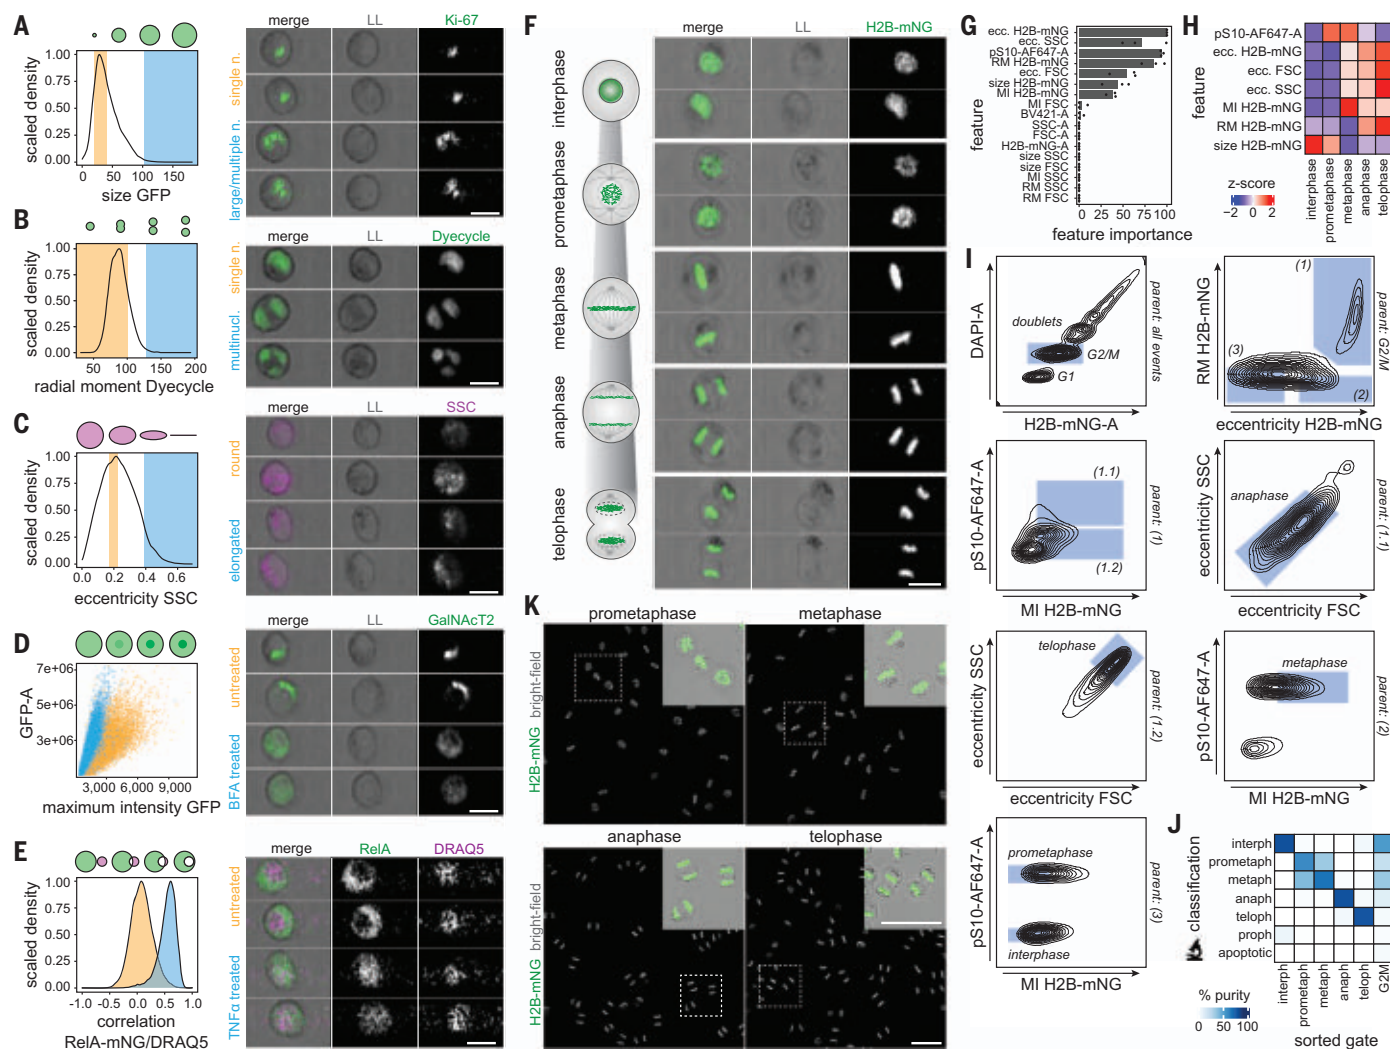 A
1.00
0.75
0.50
0.25
0.00
scaled density
0
50
100
150
size GFP
merge
LL
Ki-67
single n.
large/multiple n.
B
1.00
0.75
0.50
0.25
0.00
scaled density
50
100
150
200
radial moment Dyecycle
merge
LL
Dyecycle
single n.
multinucl.
C
1.00
0.75
0.50
0.25
0.00
scaled density
0.0
0.2
0.4
0.6
eccentricity SSC
merge
LL
SSC
round
elongated
D
7e+06
5e+06
3e+06
GFP-A
3,000
6,000
9,000
maximum intensity GFP
merge
LL
GalNAcT2
untreated
BFA treated
E
1.00
0.75
0.50
0.25
0.00
scaled density
-1.0
-0.5
0.0
0.5
1.0
correlation
RelA-mNG/DRAQ5
merge
RelA
DRAQ5
untreated
TNFα treated
F
merge
LL
H2B-mNG
interphase
prometaphase
metaphase
anaphase
telophase
G
ecc. H2B-mNG
ecc. SSC
pS10-AF647-A
RM H2B-mNG
ecc. FSC
size H2B-mNG
MI H2B-mNG
MI FSC
BV421-A
SSC-A
FSC-A
H2B-mNG-A
size SSC
size FSC
MI SSC
RM SSC
RM FSC
feature
0
25
50
75
100
feature importance
H
pS10-AF647-A
ecc. H2B-mNG
ecc. FSC
ecc. SSC
MI H2B-mNG
RM H2B-mNG
size H2B-mNG
feature
interphase
prometaphase
metaphase
anaphase
telophase
z-score
−2
0
2
I
DAPI-A
doublets
G2/M
G1
H2B-mNG-A
parent: all events
RM H2B-mNG
(1)
(3)
(2)
eccentricity H2B-mNG
parent: G2/M
pS10-AF647-A
(1.1)
(1.2)
MI H2B-mNG
parent: (1)
eccentricity SSC
anaphase
eccentricity FSC
parent: (1.1)
eccentricity SSC
telophase
eccentricity FSC
parent: (1.2)
pS10-AF647-A
metaphase
MI H2B-mNG
parent: (2)
pS10-AF647-A
prometaphase
interphase
MI H2B-mNG
parent: (3)
J
interph
prometaph
metaph
anaph
teloph
proph
apoptotic
classification
interph
prometaph
metaph
anaph
teloph
G2M
% purity
0
50
100
sorted gate
K
prometaphase
metaphase
H2B-mNG bright-field
anaphase
telophase
H2B-mNG bright-field